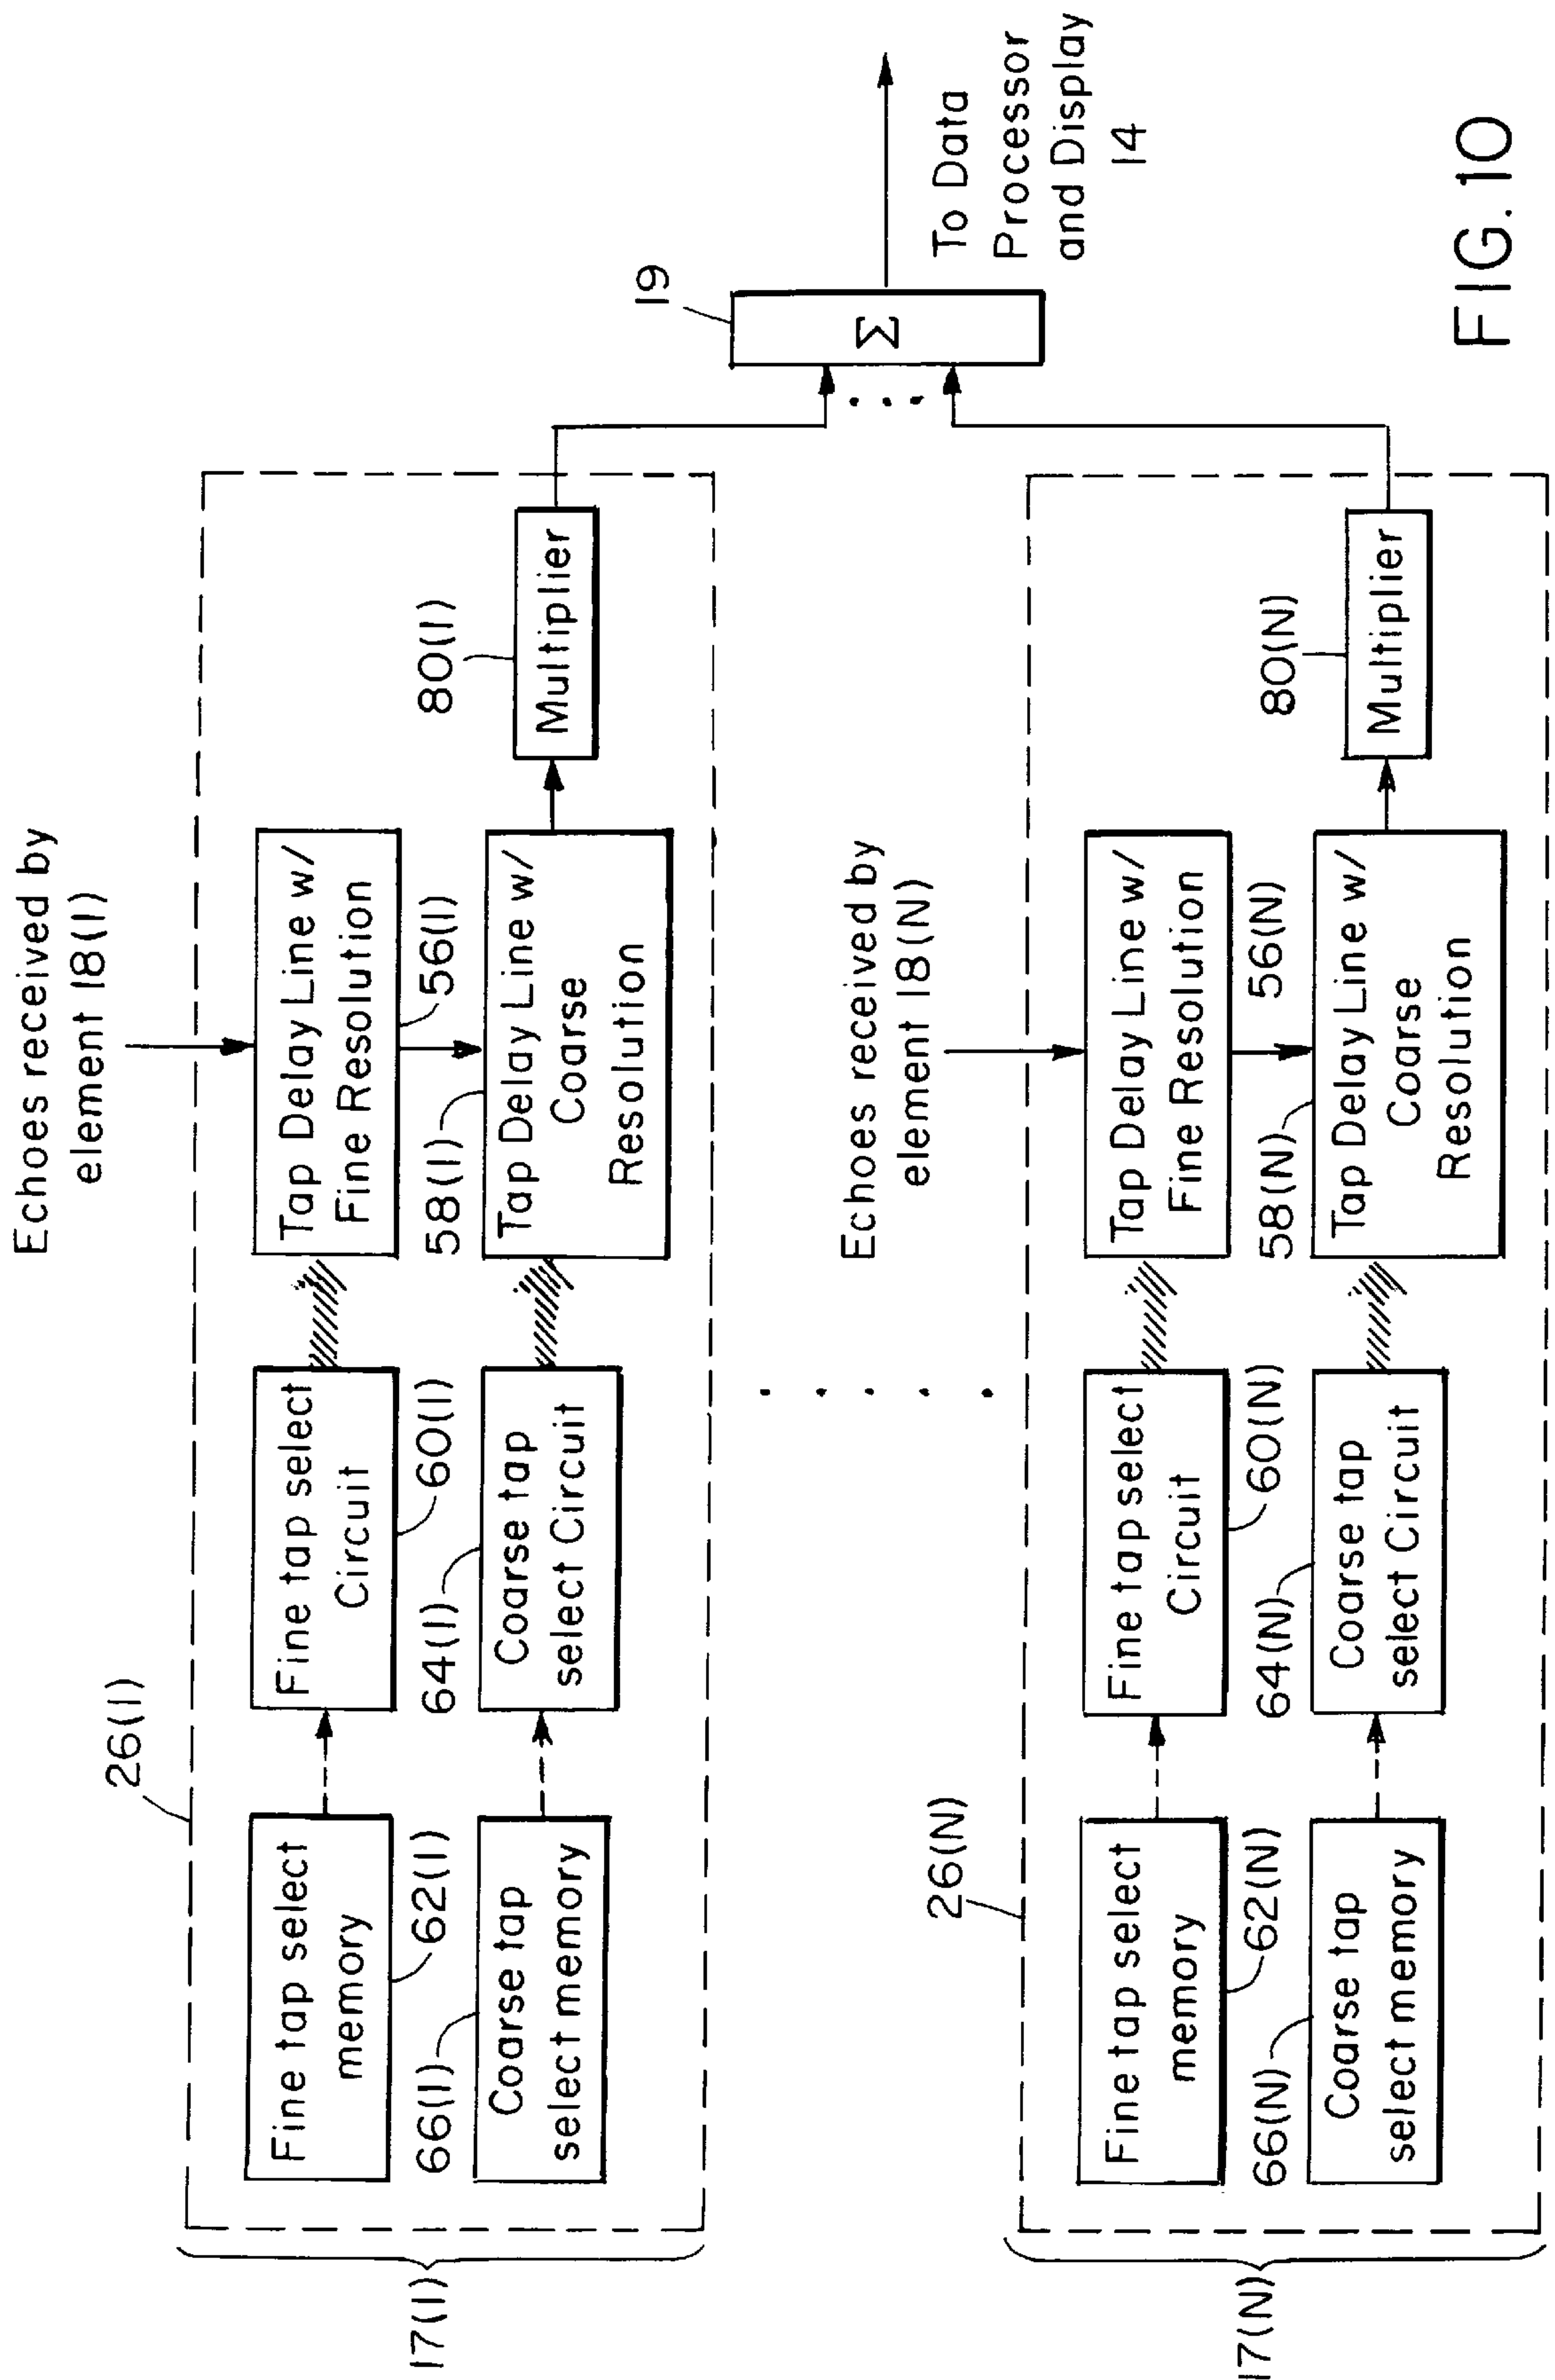 Echoes received by
element 18(1)
26(1)
Fine tap select
memory
62(1)
Fine tap select
Circuit
60(1)
Tap Delay Line w/
Fine Resolution
56(1)
66(1)
Coarse tap
select memory
64(1)
Coarse tap
select Circuit
58(1)
Tap Delay Line w/
Coarse
Resolution
80(1)
Multiplier
17(1)
19
Σ
To Data
Processor
and Display
14
Echoes received by
element 18(N)
26(N)
Fine tap select
memory
62(N)
Fine tap select
Circuit
60(N)
Tap Delay Line w/
Fine Resolution
56(N)
66(N)
Coarse tap
select memory
64(N)
Coarse tap
select Circuit
58(N)
Tap Delay Line w/
Coarse
Resolution
80(N)
Multiplier
17(N)
FIG. 10